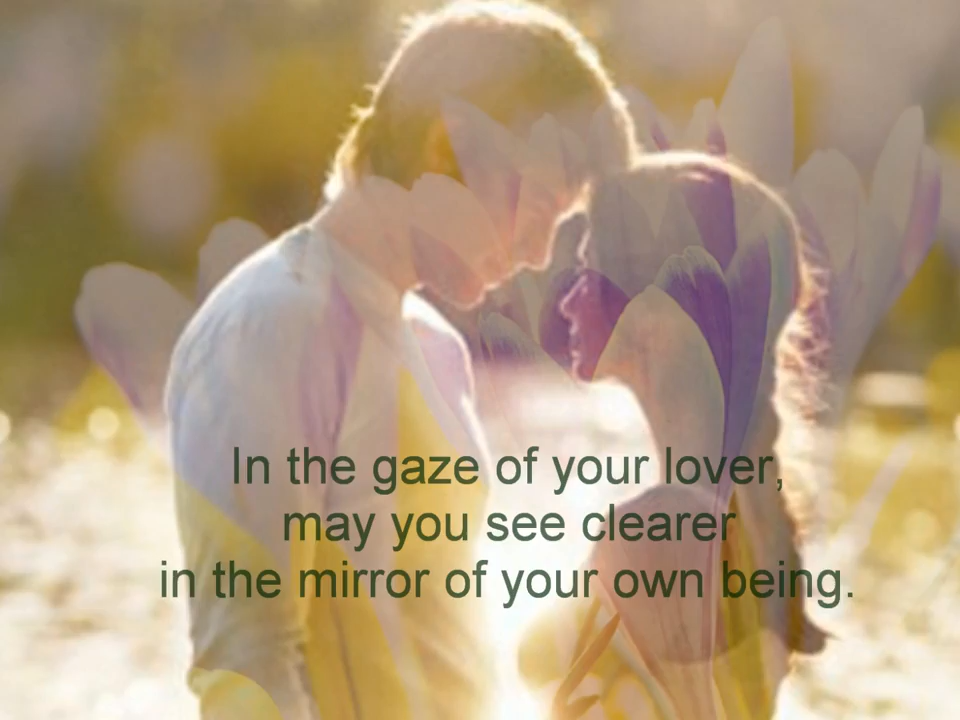 In the gaze of your lover,
may you see clearer
in the mirror of your own being.